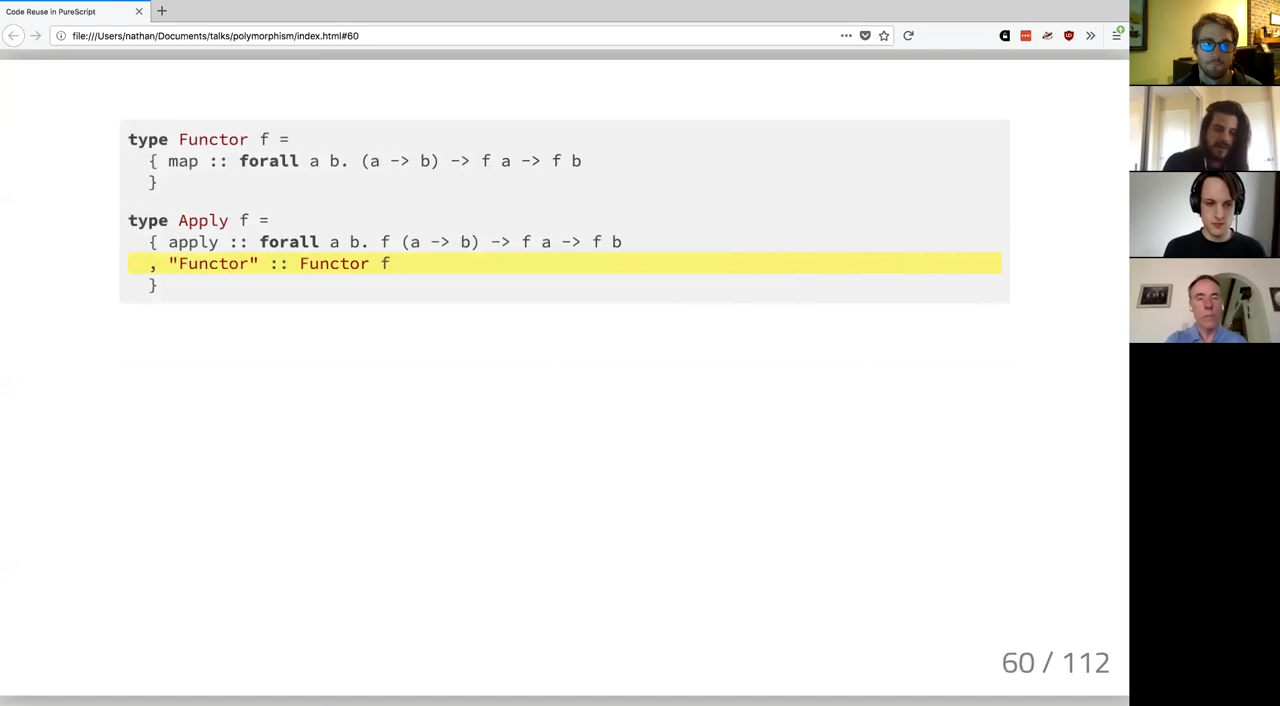 Code Reuse in PureScript
file:///Users/nathan/Documents/talks/polymorphism/index.html#60
type Functor f =
{ map :: forall a b. (a -> b) -> f a -> f b
}
type Apply f =
{ apply :: forall a b. f (a -> b) -> f a -> f b
, "Functor" :: Functor f
}
60 / 112